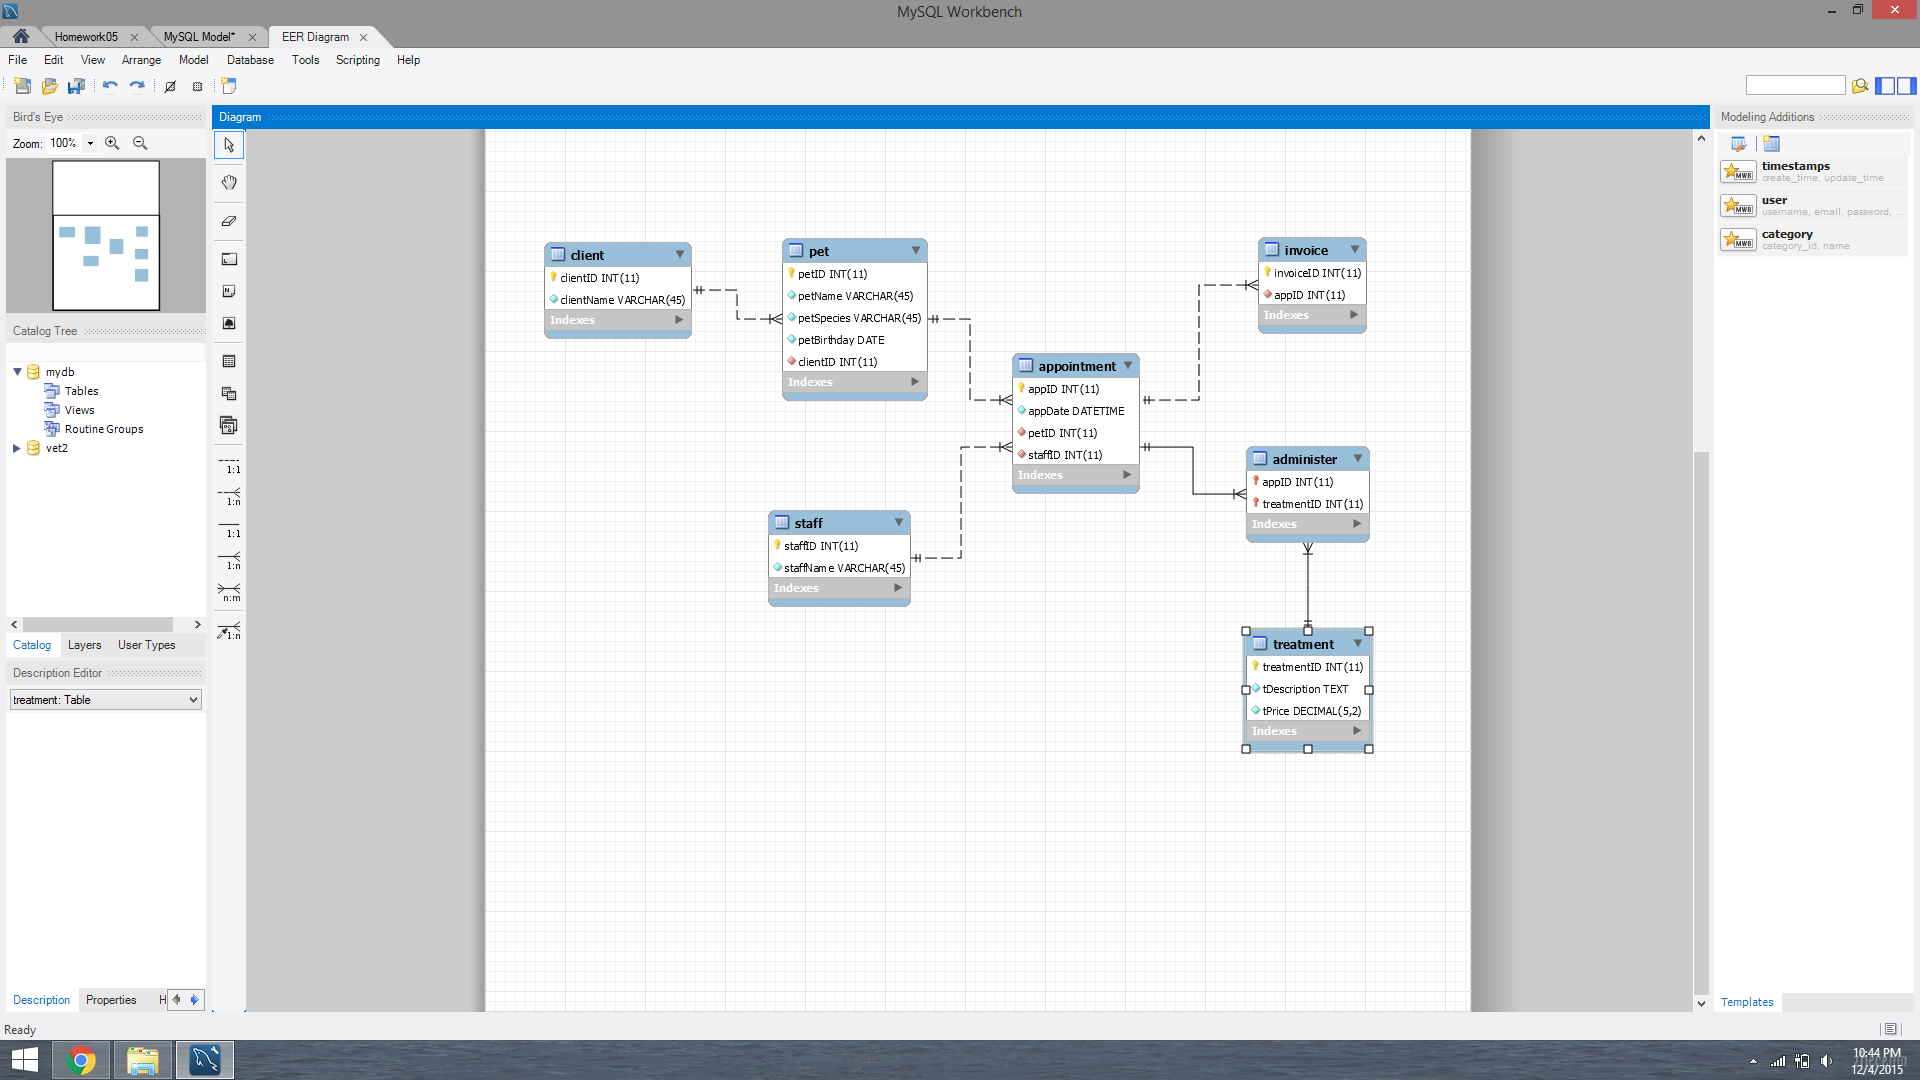 MySQL Workbench
Homework05
MySQL Model*
EER Diagram
File Edit View Arrange Model Database Tools Scripting Help
Bird's Eye
Zoom: 100%
Catalog Tree
mydb
Tables
Views
Routine Groups
vet2
Catalog Layers User Types
Description Editor
treatment: Table
Description Properties H
Diagram
1:1
1:n
1:1
1:n
n:m
1:n
client
clientID INT(11)
clientName VARCHAR(45)
Indexes
pet
petID INT(11)
petName VARCHAR(45)
petSpecies VARCHAR(45)
petBirthday DATE
clientID INT(11)
Indexes
invoice
invoiceID INT(11)
appID INT(11)
Indexes
appointment
appID INT(11)
appDate DATETIME
petID INT(11)
staffID INT(11)
Indexes
administer
appID INT(11)
treatmentID INT(11)
Indexes
staff
staffID INT(11)
staffName VARCHAR(45)
Indexes
treatment
treatmentID INT(11)
tDescription TEXT
tPrice DECIMAL(5,2)
Indexes
Modeling Additions
MWB
timestamps
create_time, update_time
MWB
user
username, email, password, ...
MWB
category
category_id, name
Templates
Ready
10:44 PM
12/4/2015